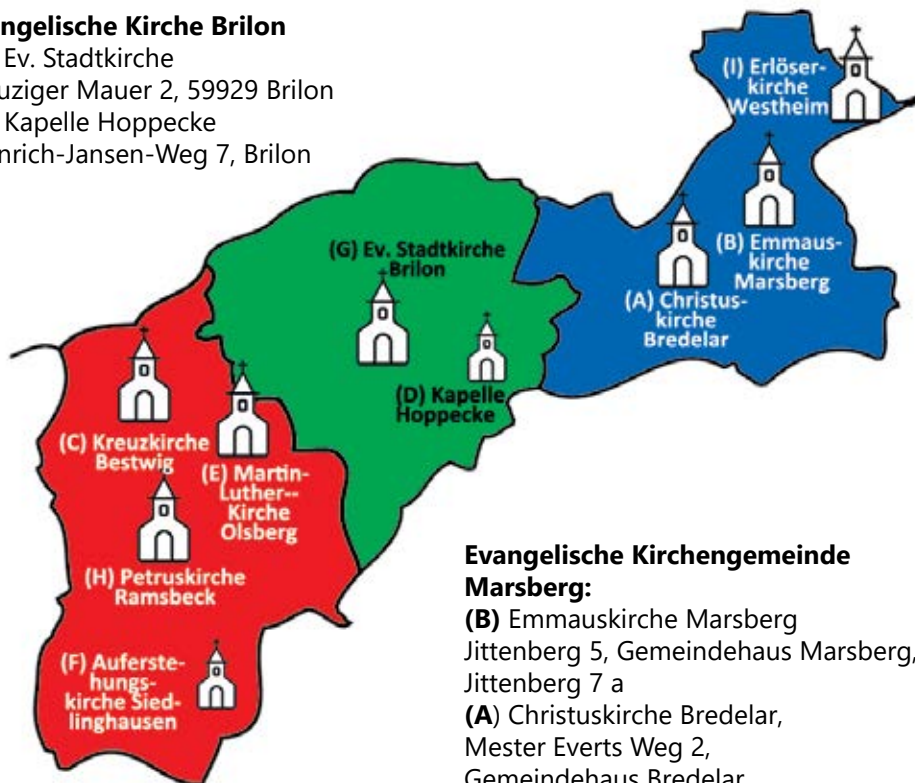 ngelische Kirche Brilon
Ev. Stadtkirche
uziger Mauer 2, 59929 Brilon
Kapelle Hoppecke
nrich-Jansen-Weg 7, Brilon
(I) Erlöser-
kirche
Westheim
(B) Emmaus-
kirche
Marsberg
(A) Christus-
kirche
Bredelar
(G) Ev. Stadtkirche
Brilon
(D) Kapelle
Hoppecke
(C) Kreuzkirche
Bestwig
(E) Martin-
Luther--
Kirche
Olsberg
(H) Petruskirche
Ramsbeck
(F) Auferste-
hungs-
kirche Sied-
linghausen
Evangelische Kirchengemeinde
Marsberg:
(B) Emmauskirche Marsberg
Jittenberg 5, Gemeindehaus Marsberg,
Jittenberg 7 a
(A) Christuskirche Bredelar,
Mester Everts Weg 2,
Gemeindehaus Bredelar